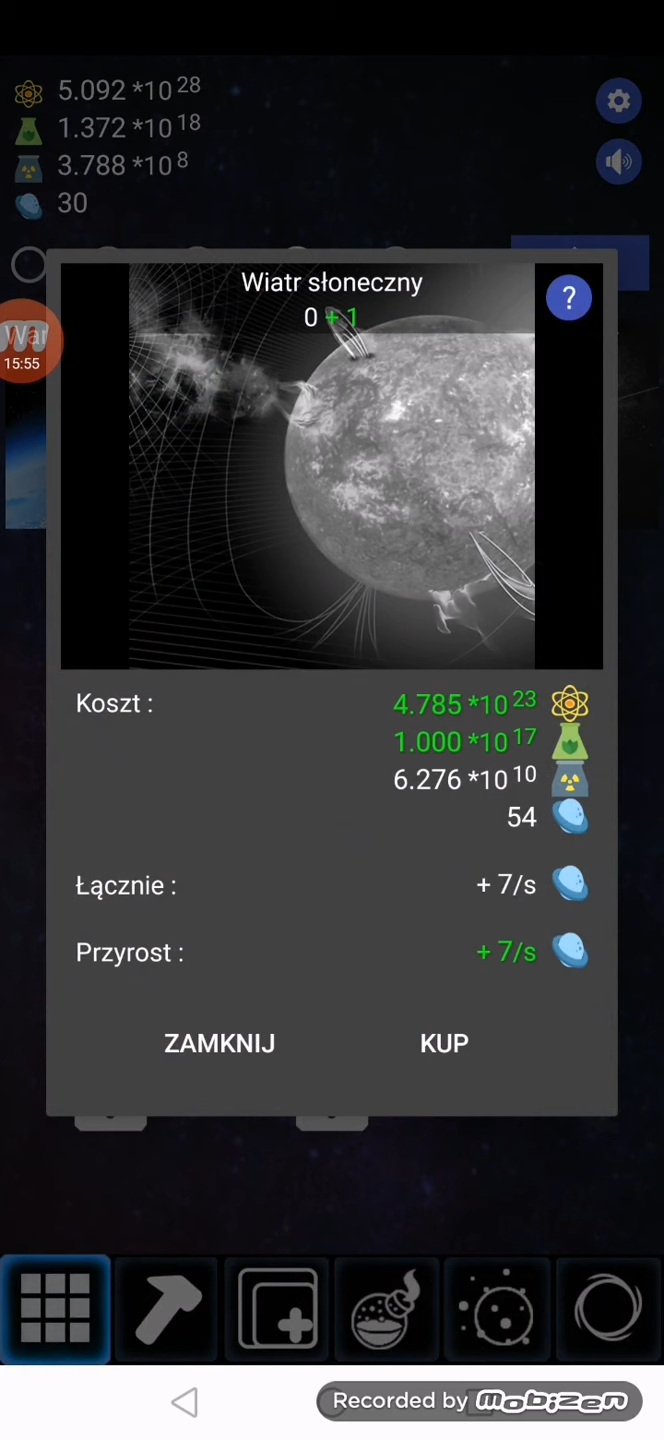 5.092 *10 28
1.372 *10 18
3.788 *10 8
30
Wiatr słoneczny
0 + 1
?
15:55
Koszt :
4.785 *10 23
1.000 *10 17
6.276 *10 10
54
Łącznie :
+ 7/s
Przyrost :
+ 7/s
ZAMKNIJ
KUP
Recorded by MOBIZEN